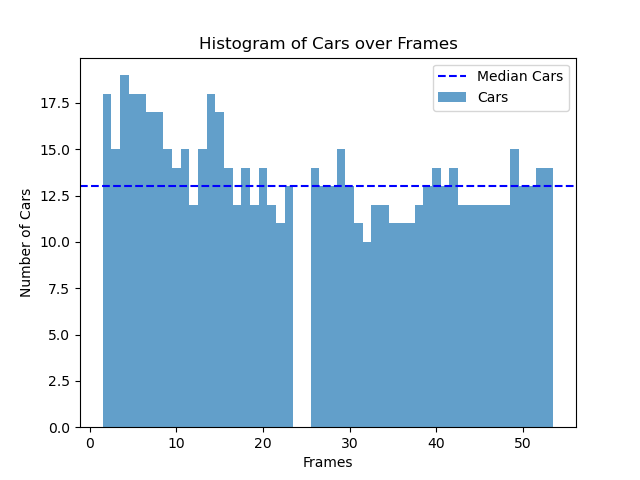 Histogram of Cars over Frames
Median Cars
Cars
Number of Cars
17.5
15.0
12.5
10.0
7.5
5.0
2.5
0.0
0 10 20 30 40 50
Frames